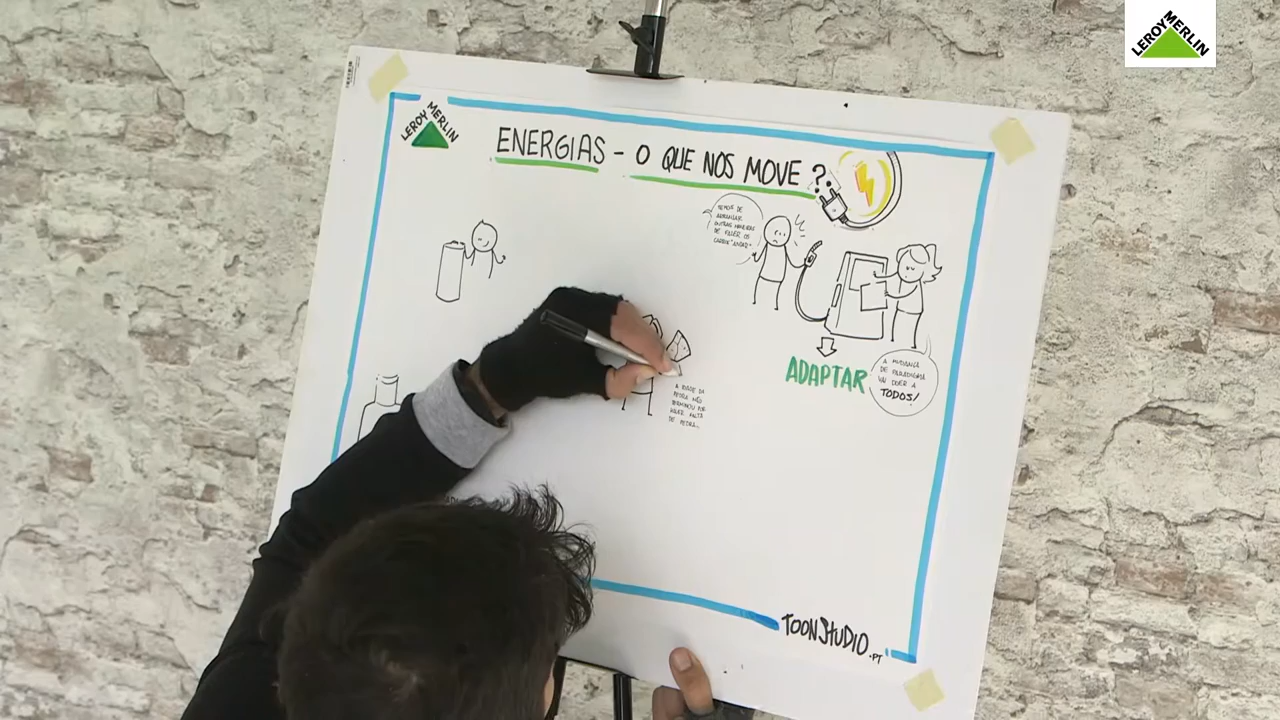 LEROY MERLIN
LEROY MERLIN
ENERGIAS - O QUE NOS MOVE?
TEMOS DE
ARRANJAR
OUTRAS MANEIRAS
DE FAZER OS
CARROS "ANDAR"
ADAPTAR
A MUDANÇA
DE PARADIGMA
VAI DOER A
TODOS!
A IDADE DA
PEDRA NÃO
TERMINOU POR
HAVER FALTA
DE PEDRA...
TOONSTUDIO.PT